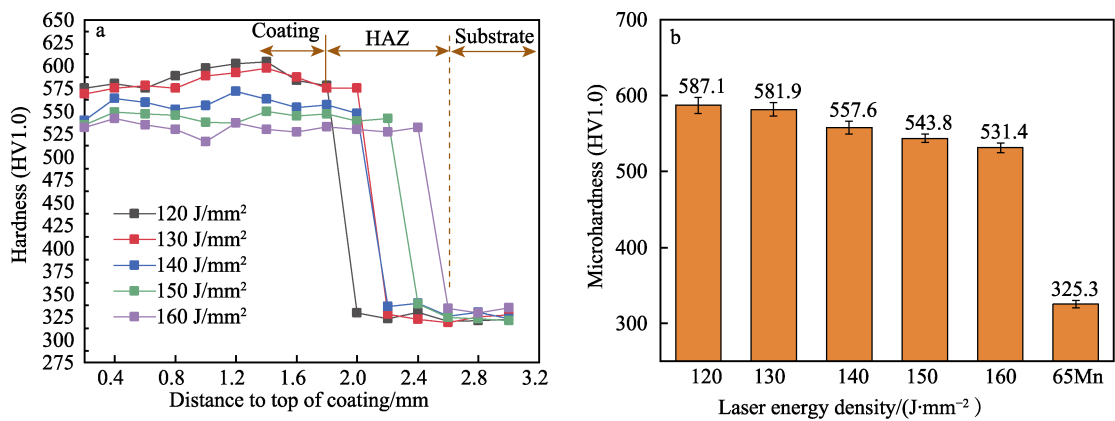 a
Coating
HAZ
Substrate
650
625
600
575
550
525
500
475
450
425
400
375
350
325
300
275
Hardness (HV1.0)
120 J/mm²
130 J/mm²
140 J/mm²
150 J/mm²
160 J/mm²
0.4 0.8 1.2 1.6 2.0 2.4 2.8 3.2
Distance to top of coating/mm
b
700
600
500
400
300
Microhardness (HV1.0)
587.1
581.9
557.6
543.8
531.4
325.3
120 130 140 150 160 65Mn
Laser energy density/(J·mm⁻² )